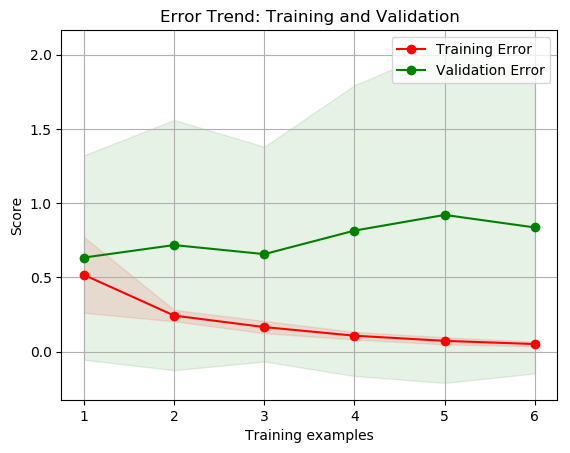 Error Trend: Training and Validation
Training Error
Validation Error
2.0
1.5
1.0
0.5
0.0
Score
1 2 3 4 5 6
Training examples